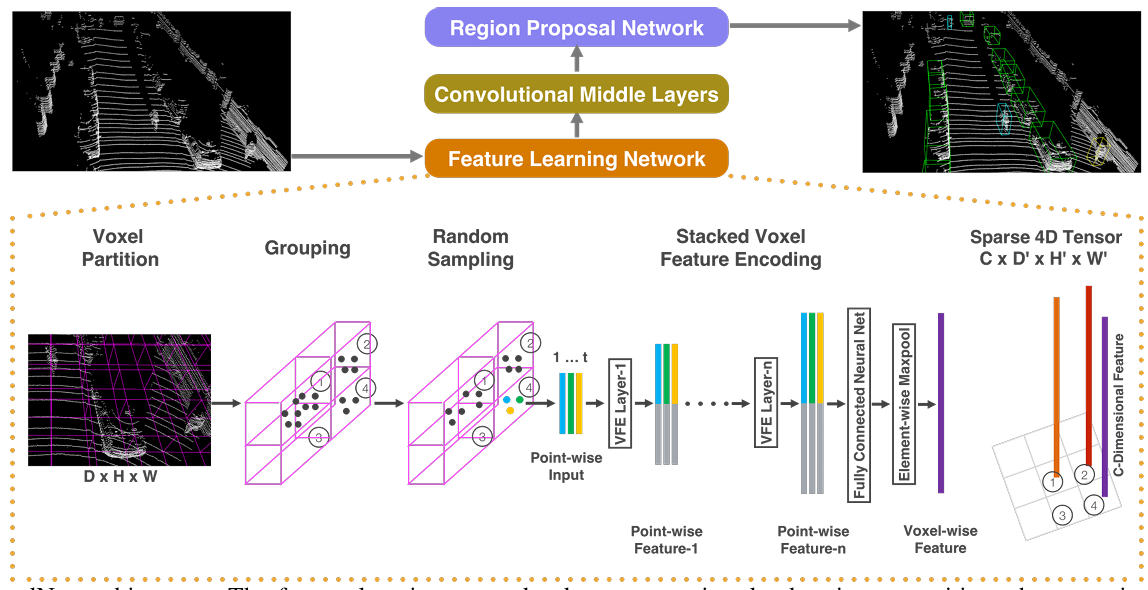 Region Proposal Network
Convolutional Middle Layers
Feature Learning Network
Voxel
Partition
Grouping
Random
Sampling
Stacked Voxel
Feature Encoding
Sparse 4D Tensor
C x D' x H' x W'
D x H x W
1
2
3
4
1
2
3
4
1 ... t
Point-wise
Input
VFE Layer-1
Point-wise
Feature-1
VFE Layer-n
Point-wise
Feature-n
Fully Connected Neural Net
Element-wise Maxpool
Voxel-wise
Feature
1
2
3
4
C-Dimensional Feature